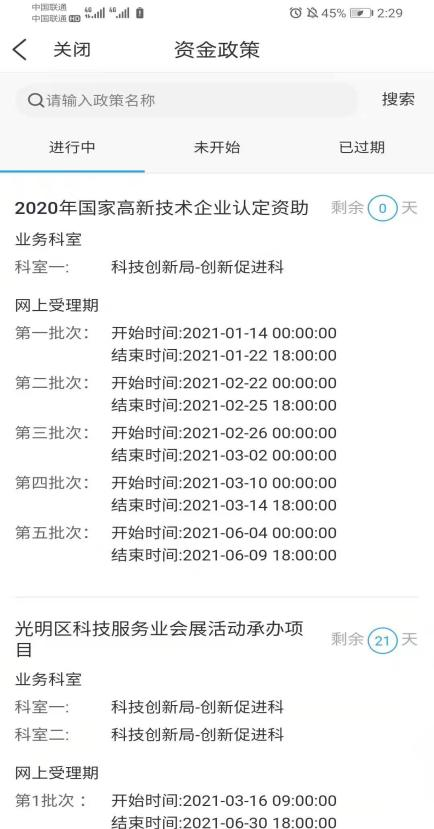 中国联通
中国联通 HD
4G 4G 45% 2:29
关闭 资金政策
请输入政策名称 搜索
进行中 未开始 已过期
2020年国家高新技术企业认定资助 剩余 0 天
业务科室
科室一: 科技创新局-创新促进科
网上受理期
第一批次： 开始时间:2021-01-14 00:00:00
结束时间:2021-01-22 18:00:00
第二批次： 开始时间:2021-02-22 00:00:00
结束时间:2021-02-25 18:00:00
第三批次： 开始时间:2021-02-26 00:00:00
结束时间:2021-03-02 00:00:00
第四批次： 开始时间:2021-03-10 00:00:00
结束时间:2021-03-14 18:00:00
第五批次： 开始时间:2021-06-04 00:00:00
结束时间:2021-06-09 18:00:00
光明区科技服务业会展活动承办项
目 剩余 21 天
业务科室
科室一: 科技创新局-创新促进科
科室二: 科技创新局-创新促进科
网上受理期
第1批次 ： 开始时间:2021-03-16 09:00:00
结束时间:2021-06-30 18:00:00